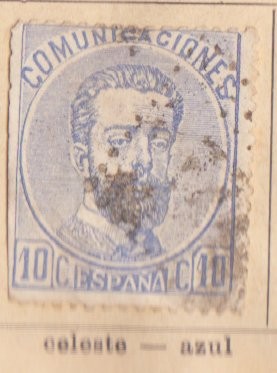 COMUNICACIONES
10 C. ESPAÑA C. 10
celeste — azul